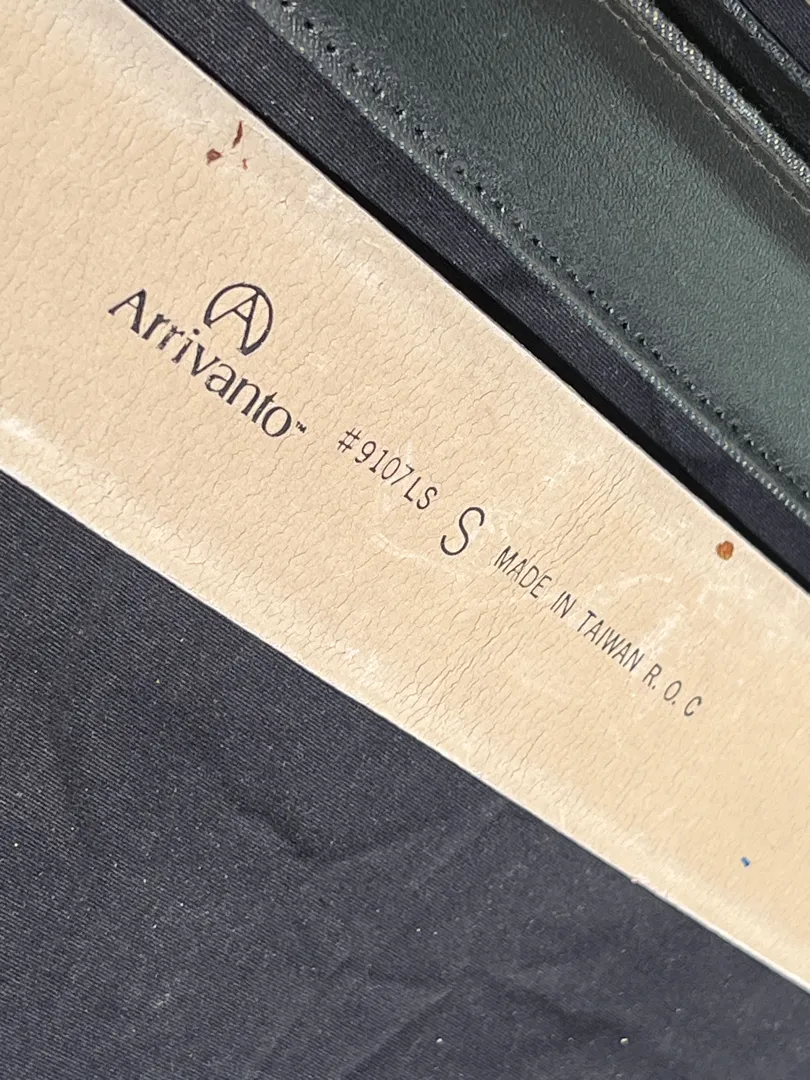 A
Arrivanto™
#9107LS S MADE IN TAIWAN R.O.C